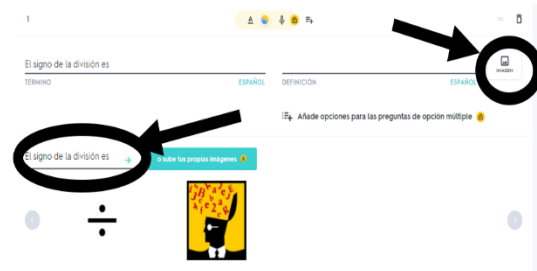 1
A
El signo de la división es
IMAGEN
TÉRMINO ESPAÑOL DEFINICIÓN ESPAÑOL
Añade opciones para las preguntas de opción múltiple
El signo de la división es
o sube tus propias imágenes
÷